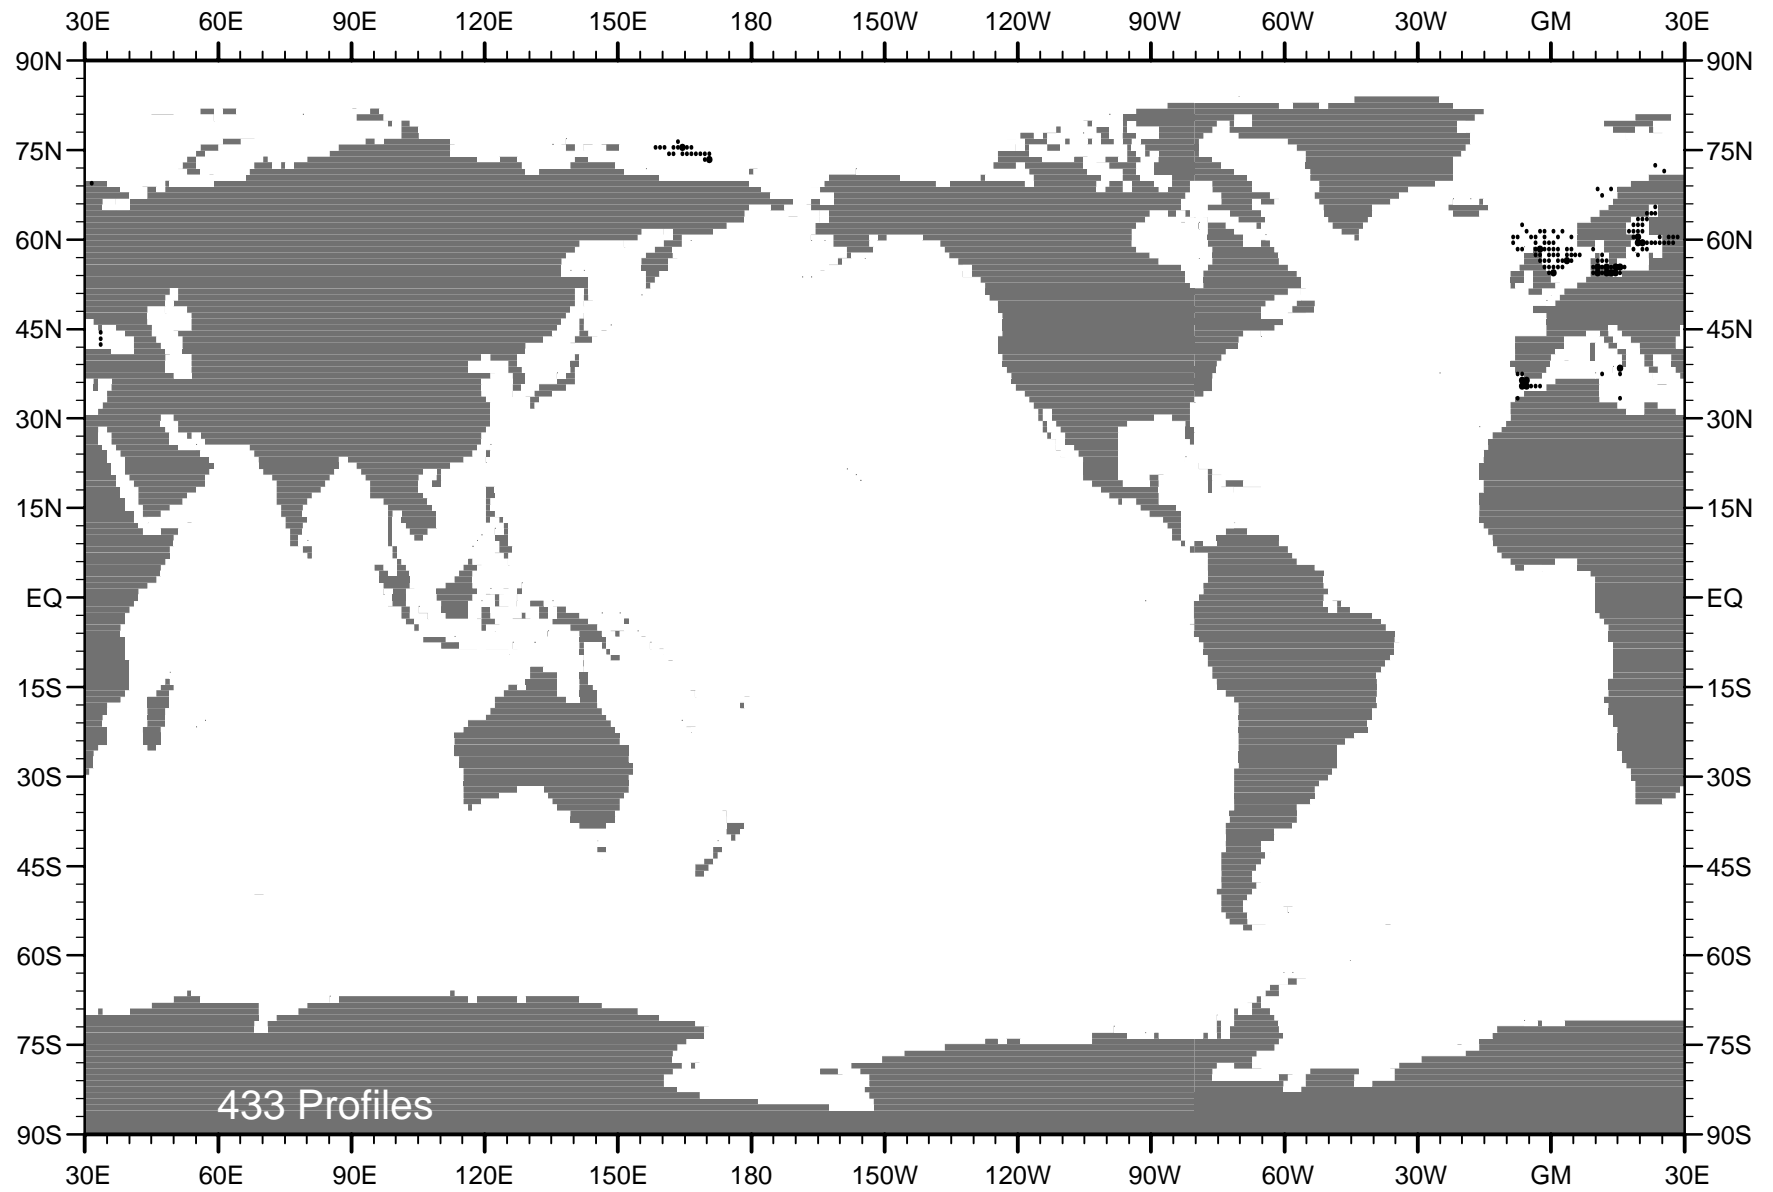 30E 60E 90E 120E 150E 180 150W 120W 90W 60W 30W GM 30E
90N 90N
75N 75N
60N 60N
45N 45N
30N 30N
15N 15N
EQ EQ
15S 15S
30S 30S
45S 45S
60S 60S
75S 75S
433 Profiles
90S 90S
30E 60E 90E 120E 150E 180 150W 120W 90W 60W 30W GM 30E